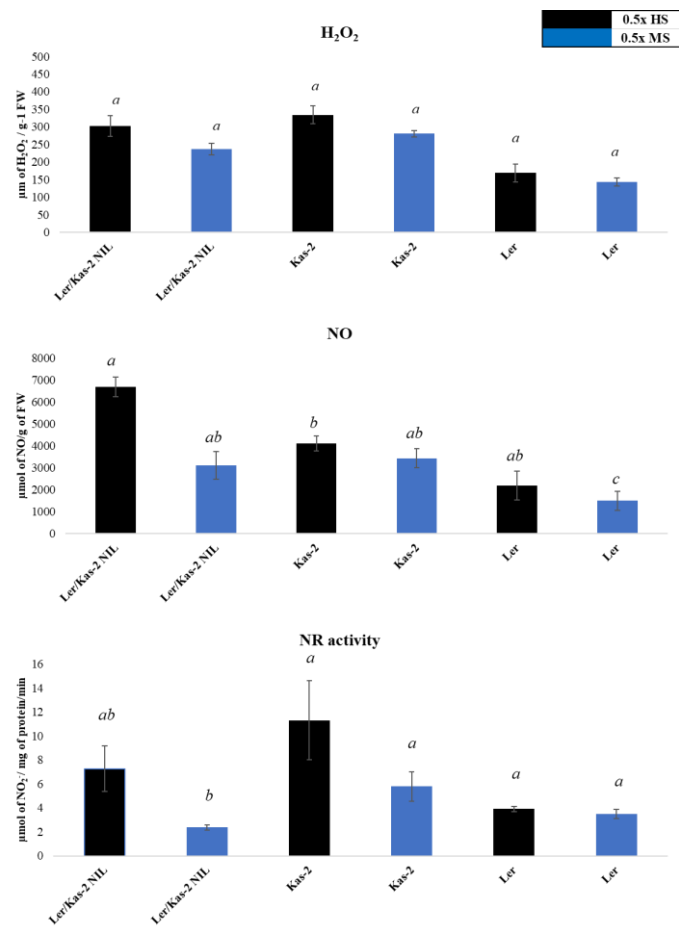 0.5x HS
0.5x MS
H₂O₂
µm of H₂O₂ / g-1 FW
500
450
400
350
300
250
200
150
100
50
0
a
a
a
a
a
a
Ler/Kas-2 NIL
Ler/Kas-2 NIL
Kas-2
Kas-2
Ler
Ler
NO
µmol of NO/g of FW
8000
7000
6000
5000
4000
3000
2000
1000
0
a
ab
b
ab
ab
c
Ler/Kas-2 NIL
Ler/Kas-2 NIL
Kas-2
Kas-2
Ler
Ler
NR activity
µmol of NO₂⁻/ mg of protein/min
16
14
12
10
8
6
4
2
0
ab
b
a
a
a
a
Ler/Kas-2 NIL
Ler/Kas-2 NIL
Kas-2
Kas-2
Ler
Ler